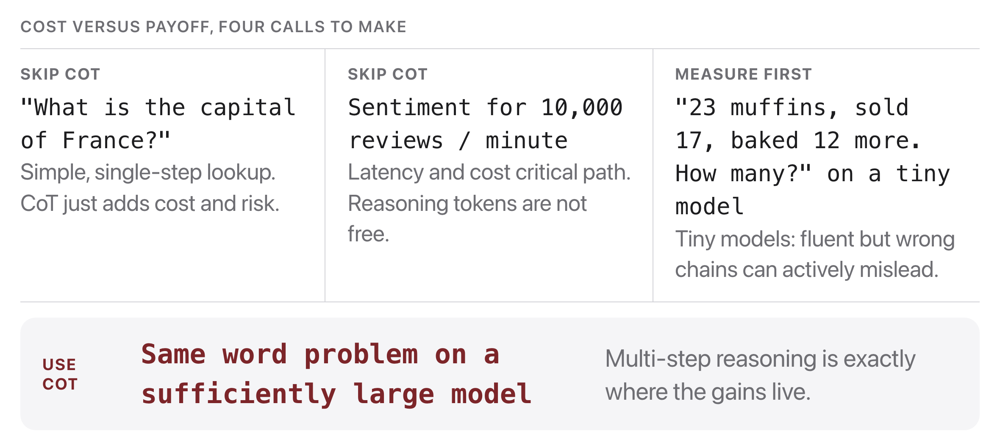 COST VERSUS PAYOFF, FOUR CALLS TO MAKE
SKIP COT
"What is the capital
of France?"
Simple, single-step lookup.
CoT just adds cost and risk.
SKIP COT
Sentiment for 10,000
reviews / minute
Latency and cost critical path.
Reasoning tokens are not
free.
MEASURE FIRST
"23 muffins, sold
17, baked 12 more.
How many?" on a tiny
model
Tiny models: fluent but wrong
chains can actively mislead.
USE
COT
Same word problem on a
sufficiently large model
Multi-step reasoning is exactly
where the gains live.